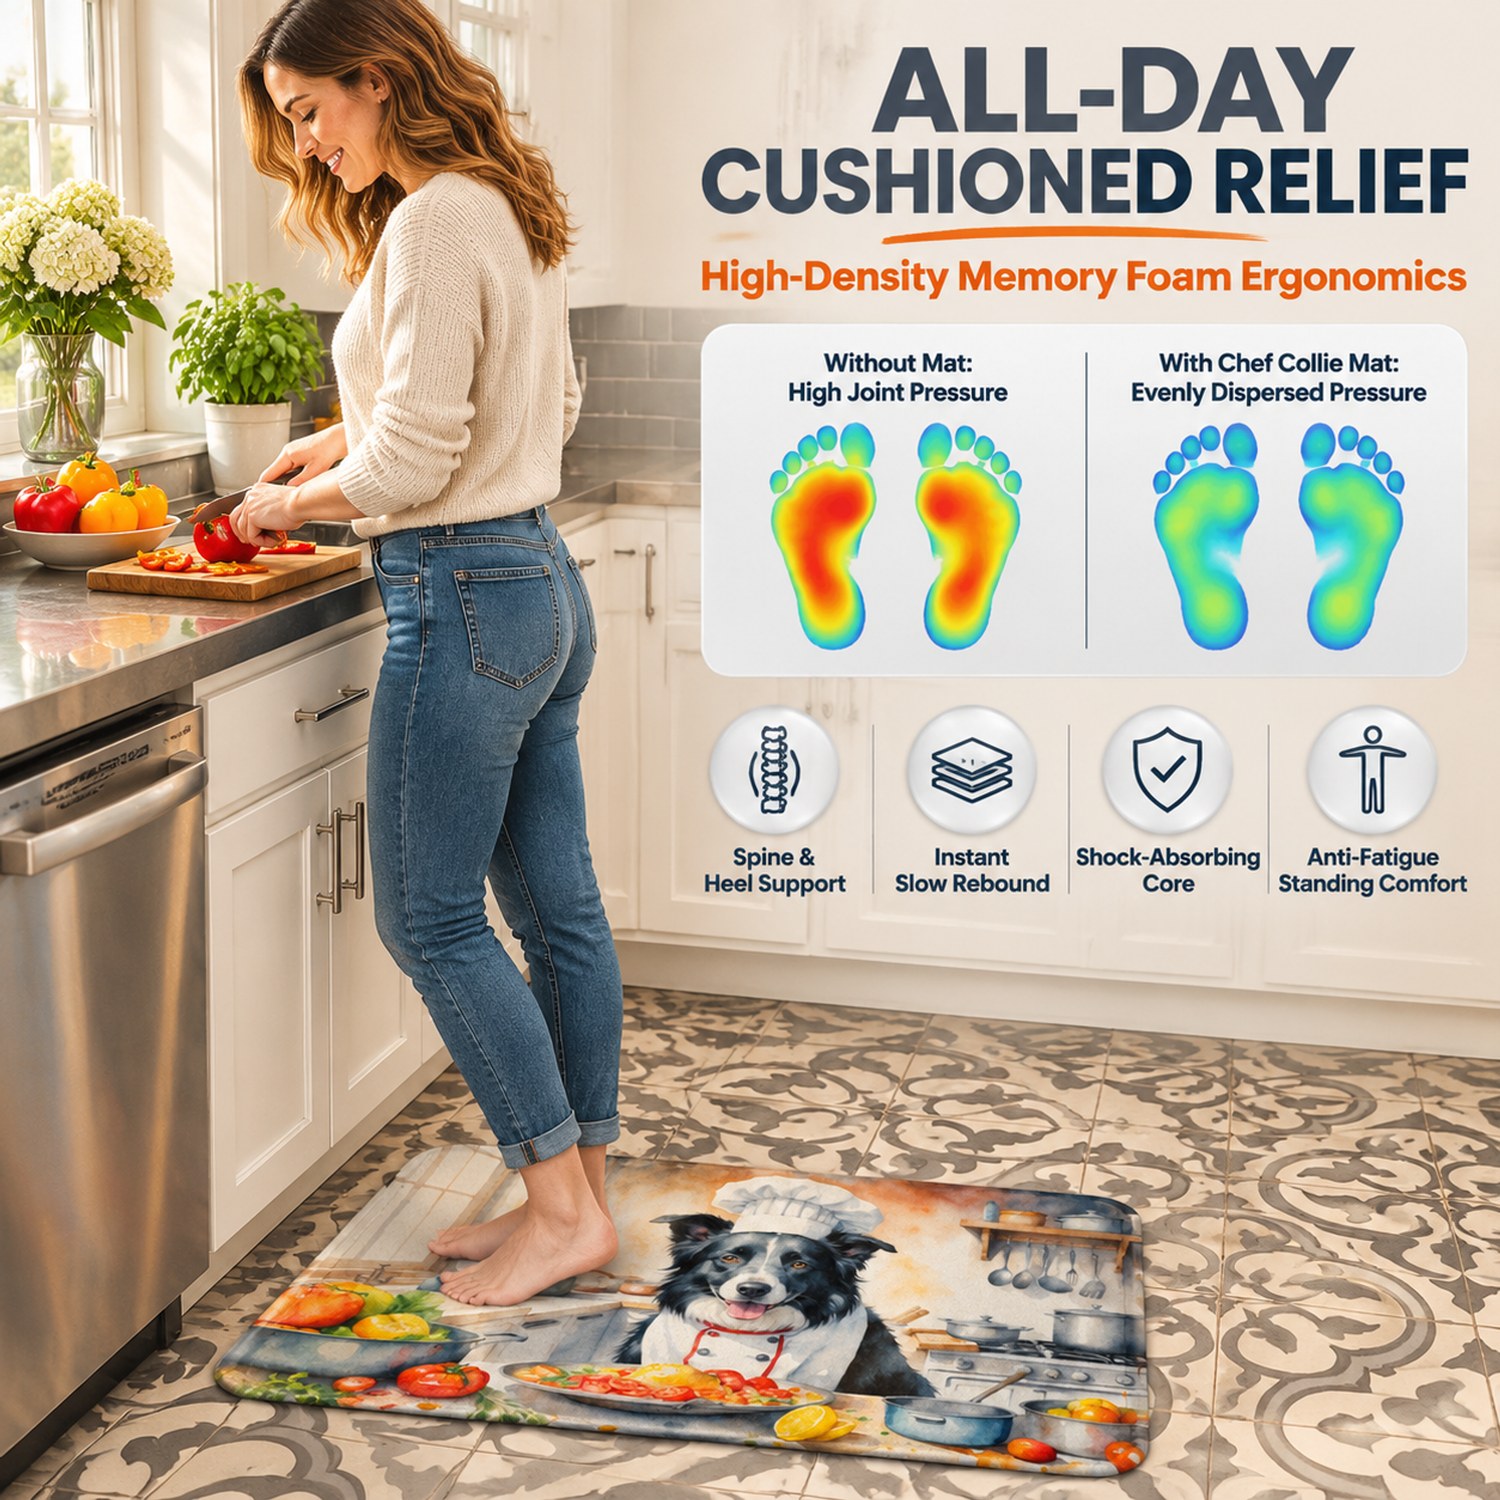 ALL-DAY
CUSHIONED RELIEF
High-Density Memory Foam Ergonomics
Without Mat:
High Joint Pressure
With Chef Collie Mat:
Evenly Dispersed Pressure
Spine &
Heel Support
Instant
Slow Rebound
Shock-Absorbing
Core
Anti-Fatigue
Standing Comfort